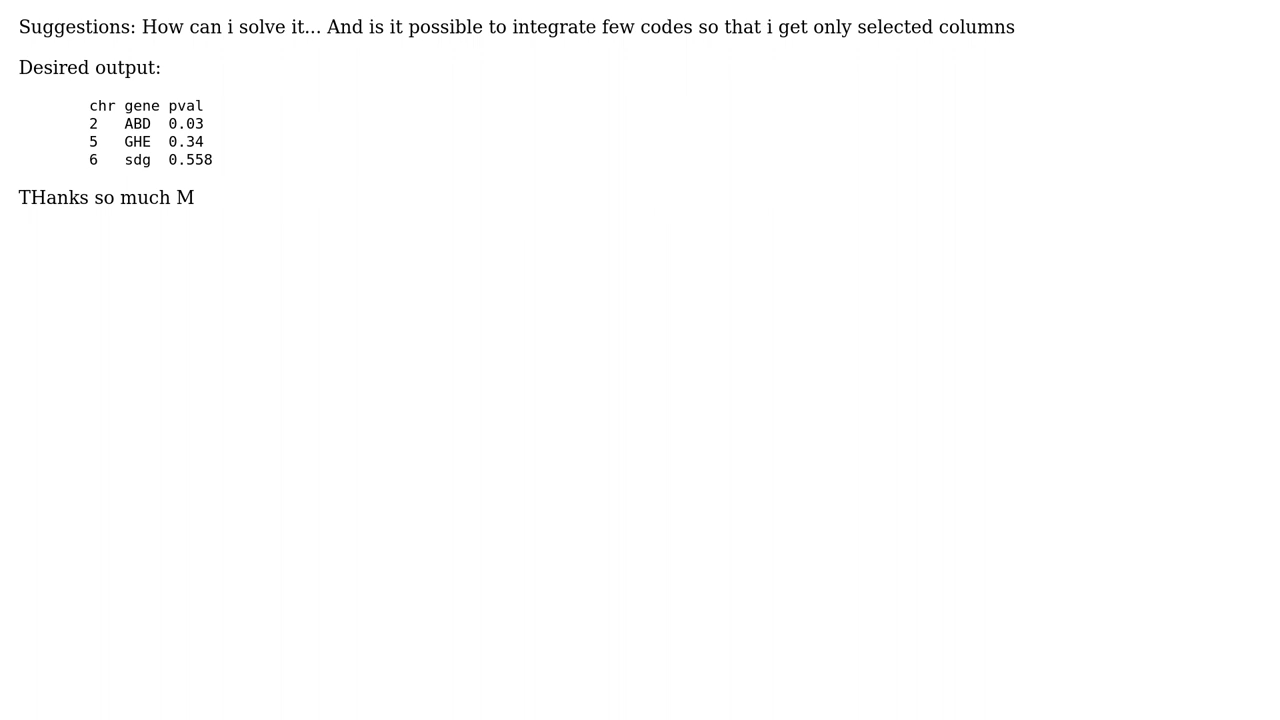 Suggestions: How can i solve it... And is it possible to integrate few codes so that i get only selected columns
Desired output:
chr gene pval
2   ABD  0.03
5   GHE  0.34
6   sdg  0.558
THanks so much M